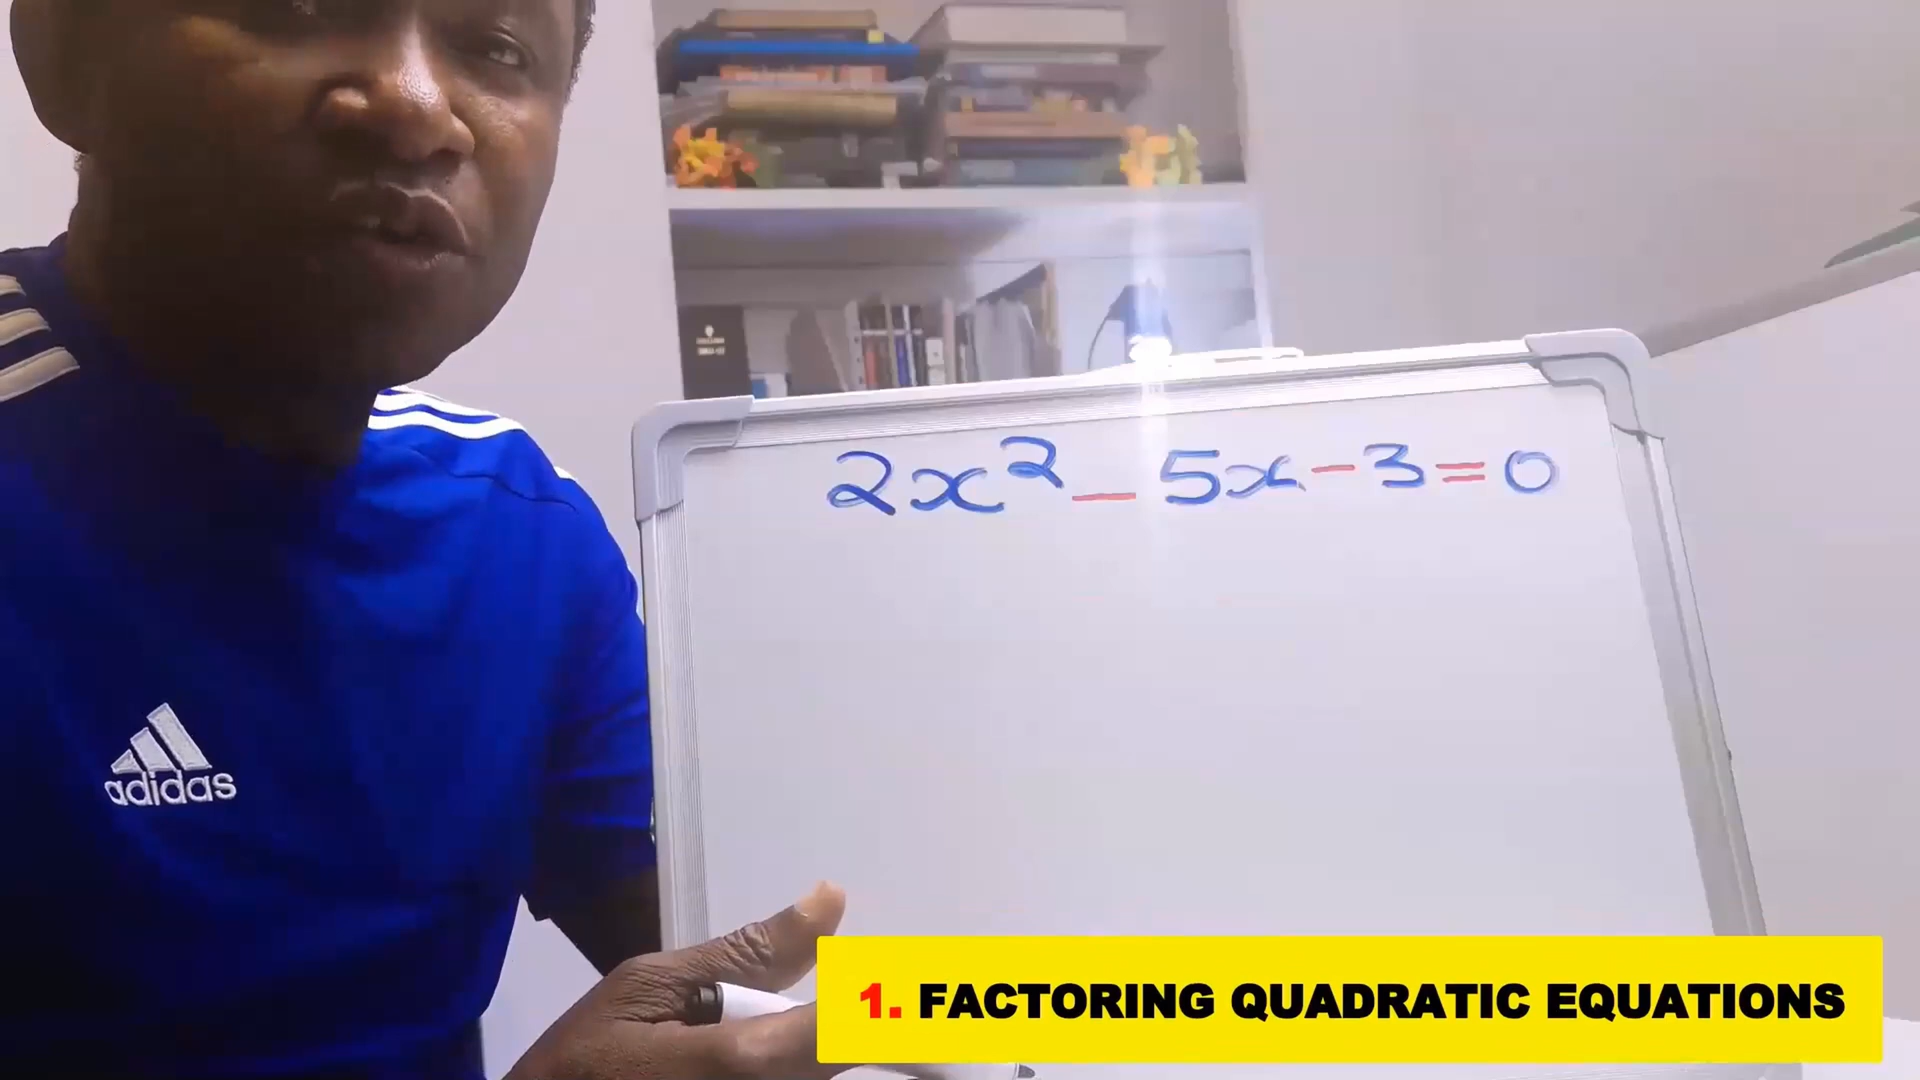 2x² - 5x - 3 = 0
adidas
1. FACTORING QUADRATIC EQUATIONS